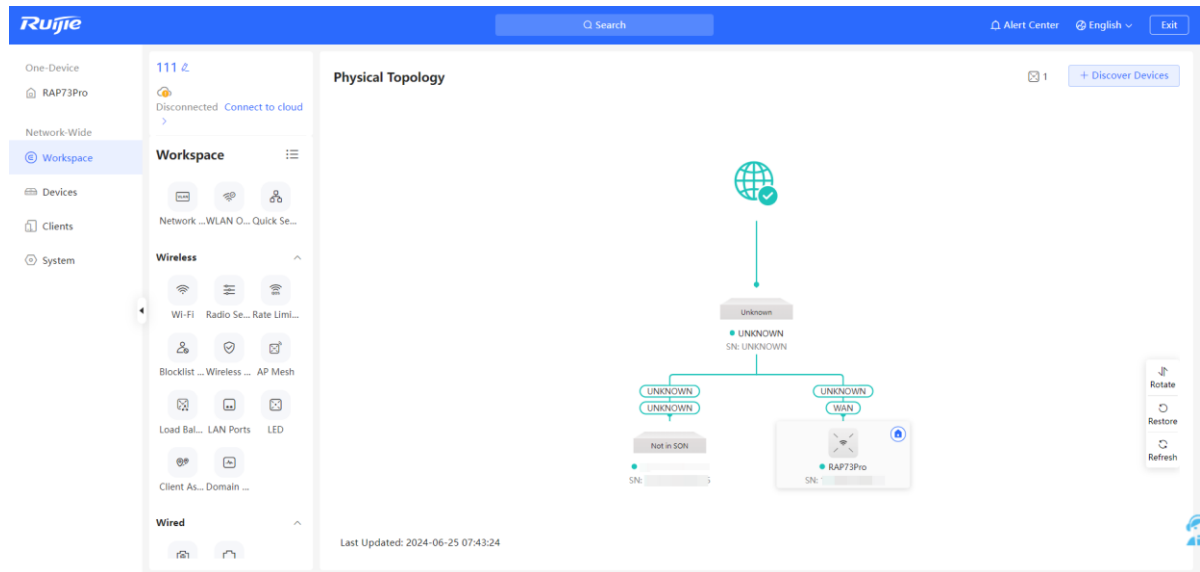 Ruijie
Search
Alert Center
English
Exit
One-Device
RAP73Pro
Network-Wide
Workspace
Devices
Clients
System
111
Disconnected Connect to cloud
>
Workspace
Network ... WLAN O... Quick Se...
Wireless
Wi-Fi Radio Se... Rate Limi...
Blocklist ... Wireless ... AP Mesh
Load Bal... LAN Ports LED
Client As... Domain ...
Wired
Physical Topology
1
+ Discover Devices
Unknown
UNKNOWN
SN: UNKNOWN
UNKNOWN UNKNOWN
UNKNOWN WAN
Not in SON
SN:
RAP73Pro
SN:
Rotate
Restore
Refresh
Last Updated: 2024-06-25 07:43:24